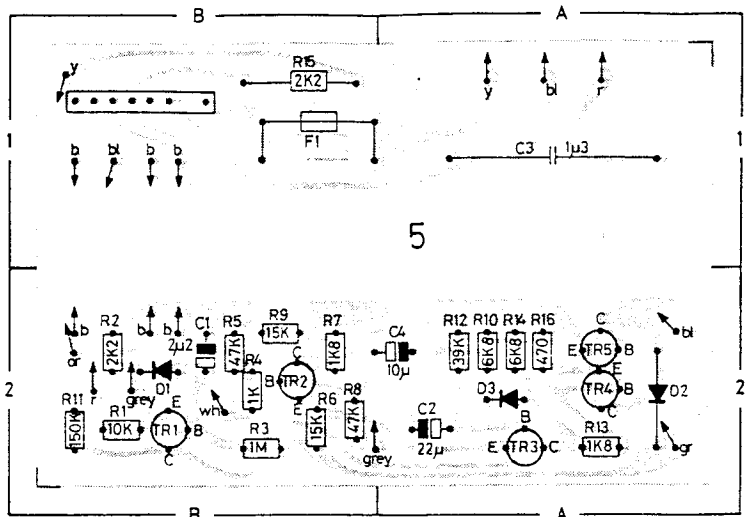 B A
R15
2K2
y
y bl r
F1
1 1
b bl b b
C3 1µ3
5
b b b
R2
2K2
2µ2
C1
R5
47K
R9
15K
R7
1K8
C4
10µ
R12
39K
R10
6K8
R14
6K8
R16
470
C
E TR5 B
bl
gr
r
D1
grey
R4
1K
C
B TR2
E
D3
E
TR4 B
C
D2
2 2
R11
150K
R1
10K
E
TR1 B
C
wh
R3
1M
R6
15K
R8
47K
grey
C2
22µ
B
E TR3 C
R13
1K8
gr
B A